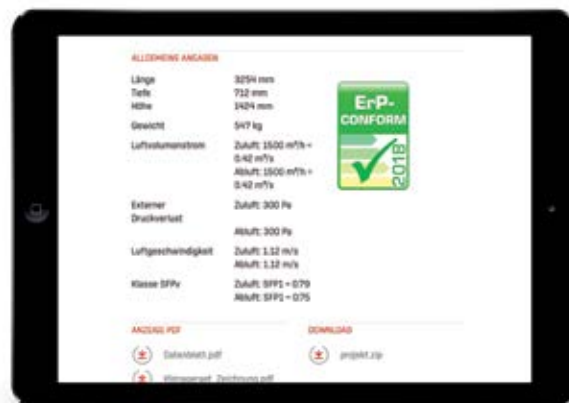 ALLGEMEINE ANGABEN
Länge 3254 mm
Tiefe 712 mm
Höhe 1424 mm
Gewicht 547 kg
Luftvolumenstrom Zuluft: 1500 m³/h =
0.42 m³/s
Abluft: 1500 m³/h =
0.42 m³/s
Externer Zuluft: 300 Pa
Druckverlust
Abluft: 300 Pa
Luftgeschwindigkeit Zuluft: 1.12 m/s
Abluft: 1.12 m/s
Klasse SFPv Zuluft: SFP1 – 0.79
Abluft: SFP1 – 0.75
ErP-
CONFORM
2018
ANZEIGE PDF DOWNLOAD
Datenblatt.pdf projekt.zip
Klimageraet_Zeichnung.pdf